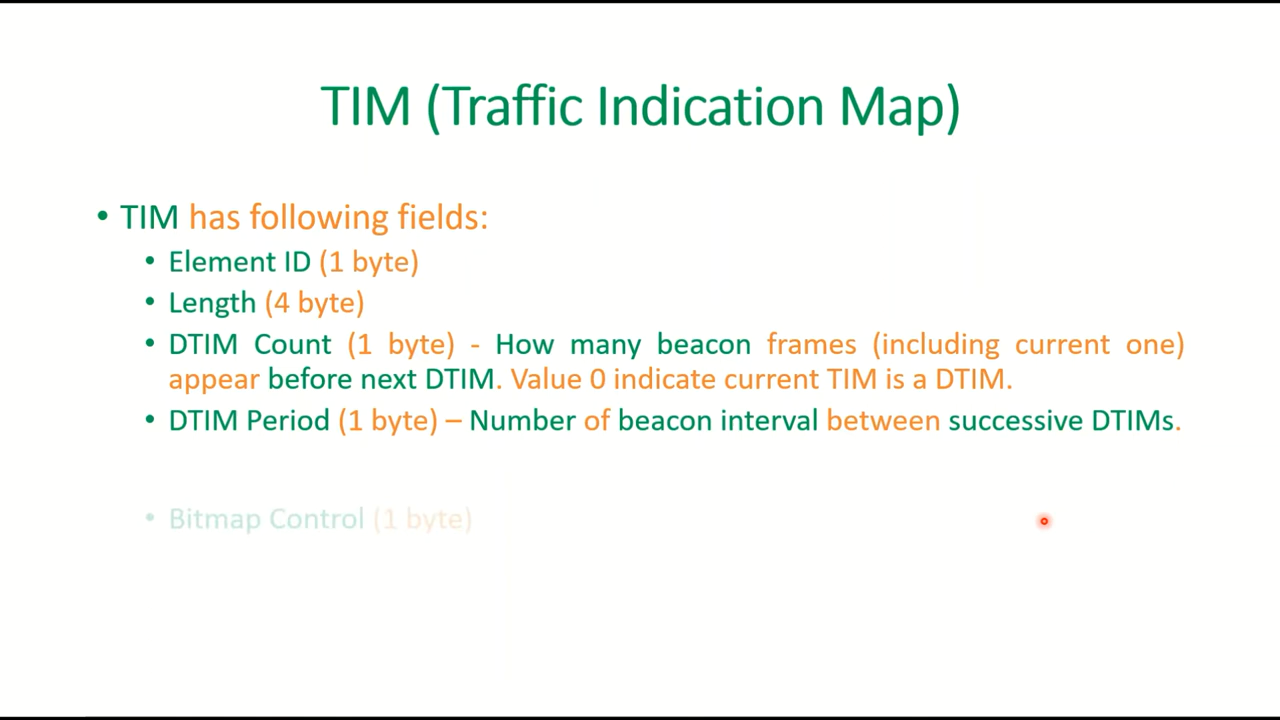 TIM (Traffic Indication Map)
• TIM has following fields:
• Element ID (1 byte)
• Length (4 byte)
• DTIM Count (1 byte) - How many beacon frames (including current one)
appear before next DTIM. Value 0 indicate current TIM is a DTIM.
• DTIM Period (1 byte) – Number of beacon interval between successive DTIMs.
• Bitmap Control (1 byte)